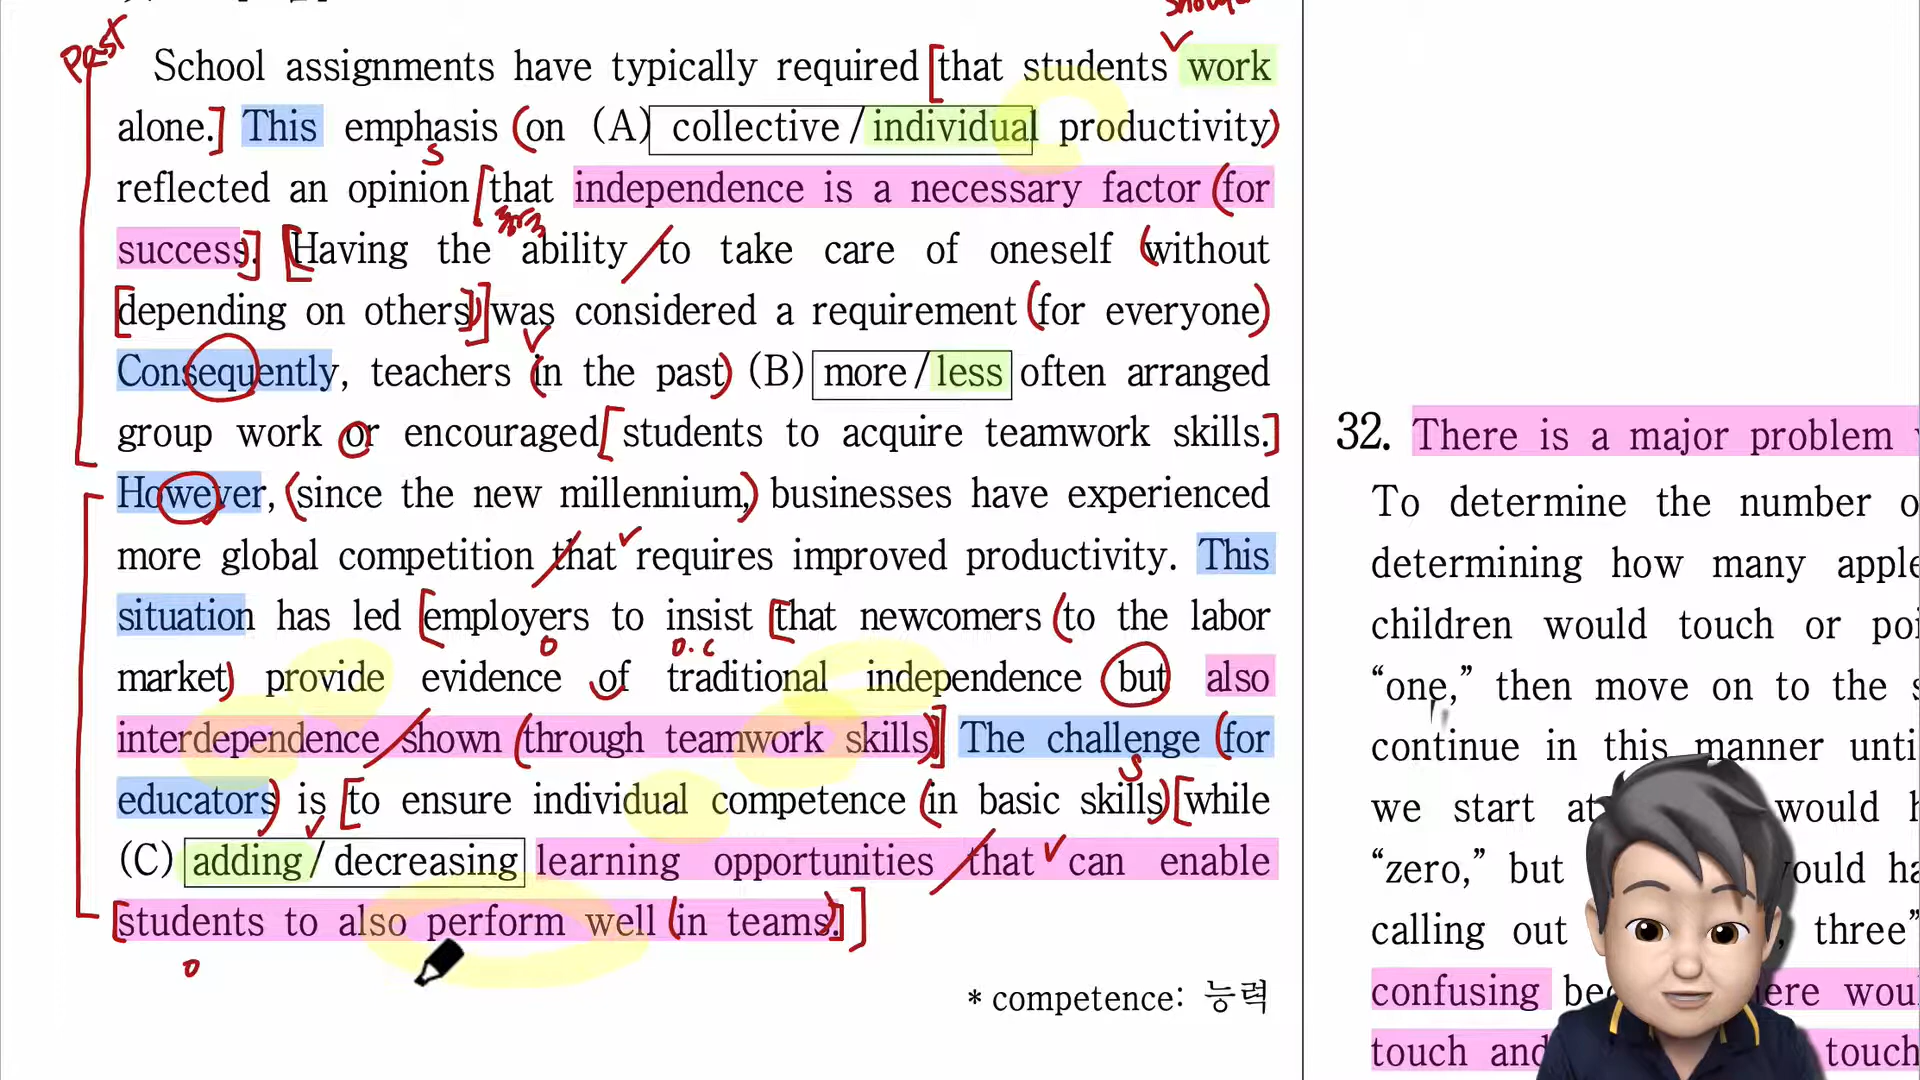 Past
School assignments have typically required [that students work
alone.] This emphasis (on (A) collective / individual productivity)
s
reflected an opinion [that independence is a necessary factor (for
success]. [Having the ability to take care of oneself (without
[depending on others])] was considered a requirement (for everyone)
Consequently, teachers (in the past) (B) more / less often arranged
group work or encouraged [students to acquire teamwork skills.]
However, (since the new millennium,) businesses have experienced
more global competition that requires improved productivity. This
situation has led [employers to insist [that newcomers (to the labor
o o.c
market) provide evidence of traditional independence but also
interdependence shown (through teamwork skills)] The challenge (for
s
educators) is [to ensure individual competence (in basic skills) [while
(C) adding / decreasing learning opportunities that can enable
[students to also perform well (in teams).]]
o
* competence: 능력
32. There is a major problem
To determine the number
determining how many
children would touch or
“one,” then move on to the
continue in this manner
we start at would
“zero,” but would
calling out three”
confusing would
touch and touch